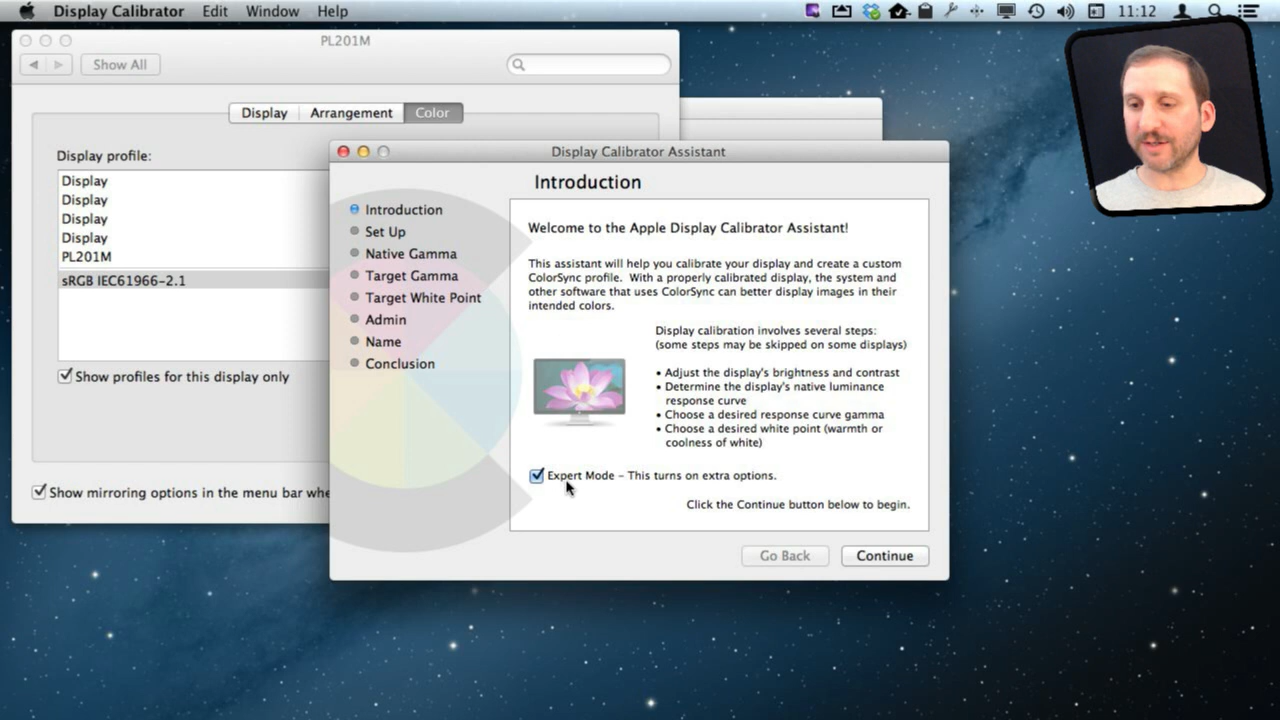 Display Calibrator Edit Window Help 11:12
PL201M
Show All
Display Arrangement Color
Display profile:
Display
Display
Display
Display
PL201M
sRGB IEC61966-2.1
Show profiles for this display only
Show mirroring options in the menu bar whe
Display Calibrator Assistant
Introduction
Introduction
Set Up
Native Gamma
Target Gamma
Target White Point
Admin
Name
Conclusion
Welcome to the Apple Display Calibrator Assistant!
This assistant will help you calibrate your display and create a custom
ColorSync profile. With a properly calibrated display, the system and
other software that uses ColorSync can better display images in their
intended colors.
Display calibration involves several steps:
(some steps may be skipped on some displays)
• Adjust the display's brightness and contrast
• Determine the display's native luminance
response curve
• Choose a desired response curve gamma
• Choose a desired white point (warmth or
coolness of white)
Expert Mode – This turns on extra options.
Click the Continue button below to begin.
Go Back Continue